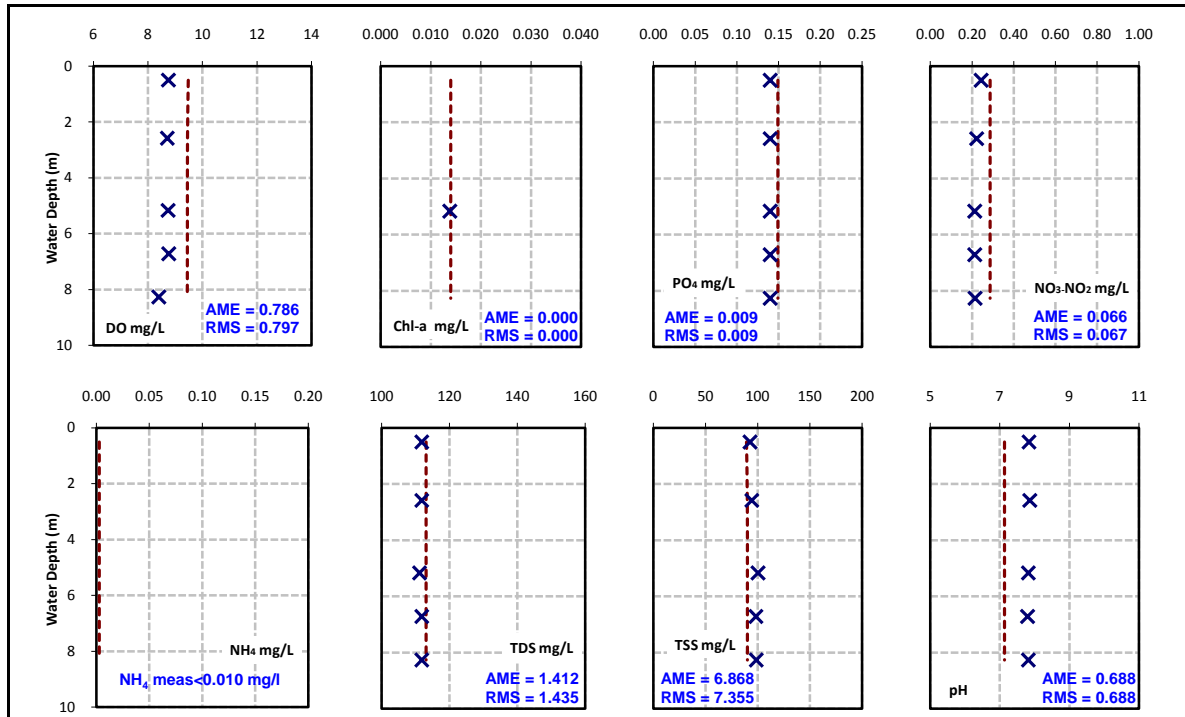 6 8 10 12 14
0.000 0.010 0.020 0.030 0.040
0.00 0.05 0.10 0.15 0.20 0.25
0.00 0.20 0.40 0.60 0.80 1.00
0
2
4
6
8
10
Water Depth (m)
DO mg/L
AME = 0.786
RMS = 0.797
Chl-a mg/L
AME = 0.000
RMS = 0.000
PO₄ mg/L
AME = 0.009
RMS = 0.009
NO₃-NO₂ mg/L
AME = 0.066
RMS = 0.067
0.00 0.05 0.10 0.15 0.20
100 120 140 160
0 50 100 150 200
5 7 9 11
0
2
4
6
8
10
Water Depth (m)
NH₄ mg/L
NH₄ meas<0.010 mg/l
TDS mg/L
AME = 1.412
RMS = 1.435
TSS mg/L
AME = 6.868
RMS = 7.355
pH
AME = 0.688
RMS = 0.688